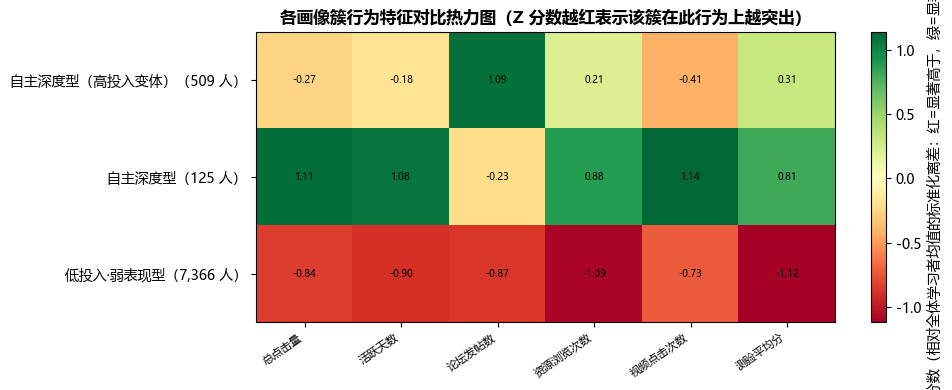 各画像簇行为特征对比热力图（Z 分数越红表示该簇在此行为上越突出）
自主深度型（高投入变体）（509 人）
-0.27 -0.18 1.09 0.21 -0.41 0.31
自主深度型（125 人）
1.11 1.08 -0.23 0.88 1.14 0.81
低投入·弱表现型（7,366 人）
-0.84 -0.90 -0.87 -1.09 -0.73 -1.12
总点击量
活跃天数
论坛发帖数
资源浏览次数
视频点击次数
测验平均分
1.0
0.5
0.0
-0.5
-1.0
分数（相对全体学习者均值的标准化离差：红=显著高于，绿=显著